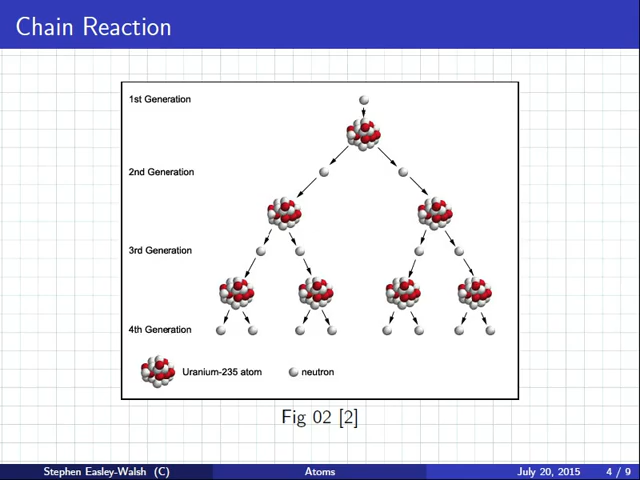 Chain Reaction
1st Generation
2nd Generation
3rd Generation
4th Generation
Uranium-235 atom neutron
Fig 02 [2]
Stephen Easley-Walsh (C) Atoms July 20, 2015 4 / 9